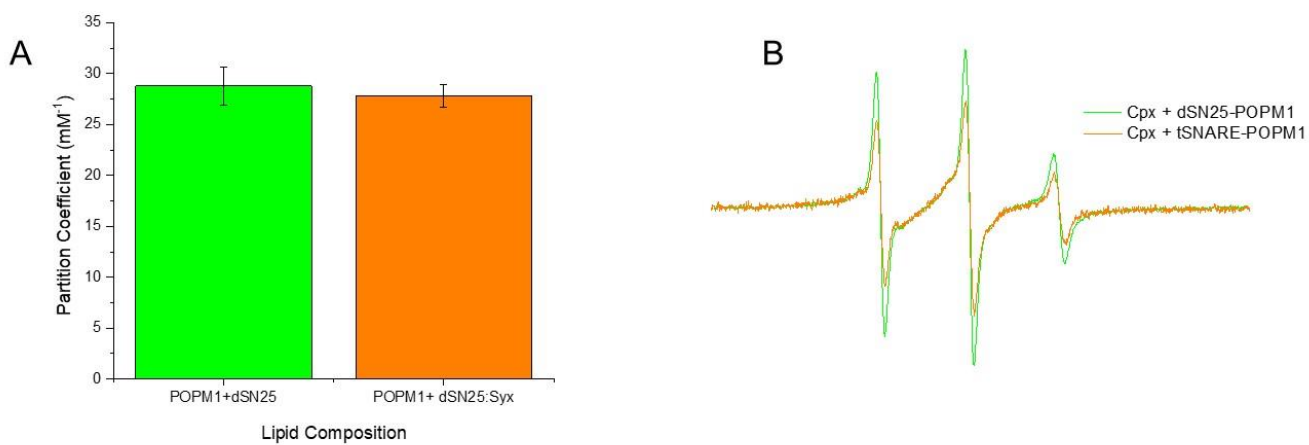 A
Partition Coefficient (mM-1)
35
30
25
20
15
10
5
0
POPM1+dSN25
POPM1+ dSN25:Syx
Lipid Composition
B
Cpx + dSN25-POPM1
Cpx + tSNARE-POPM1